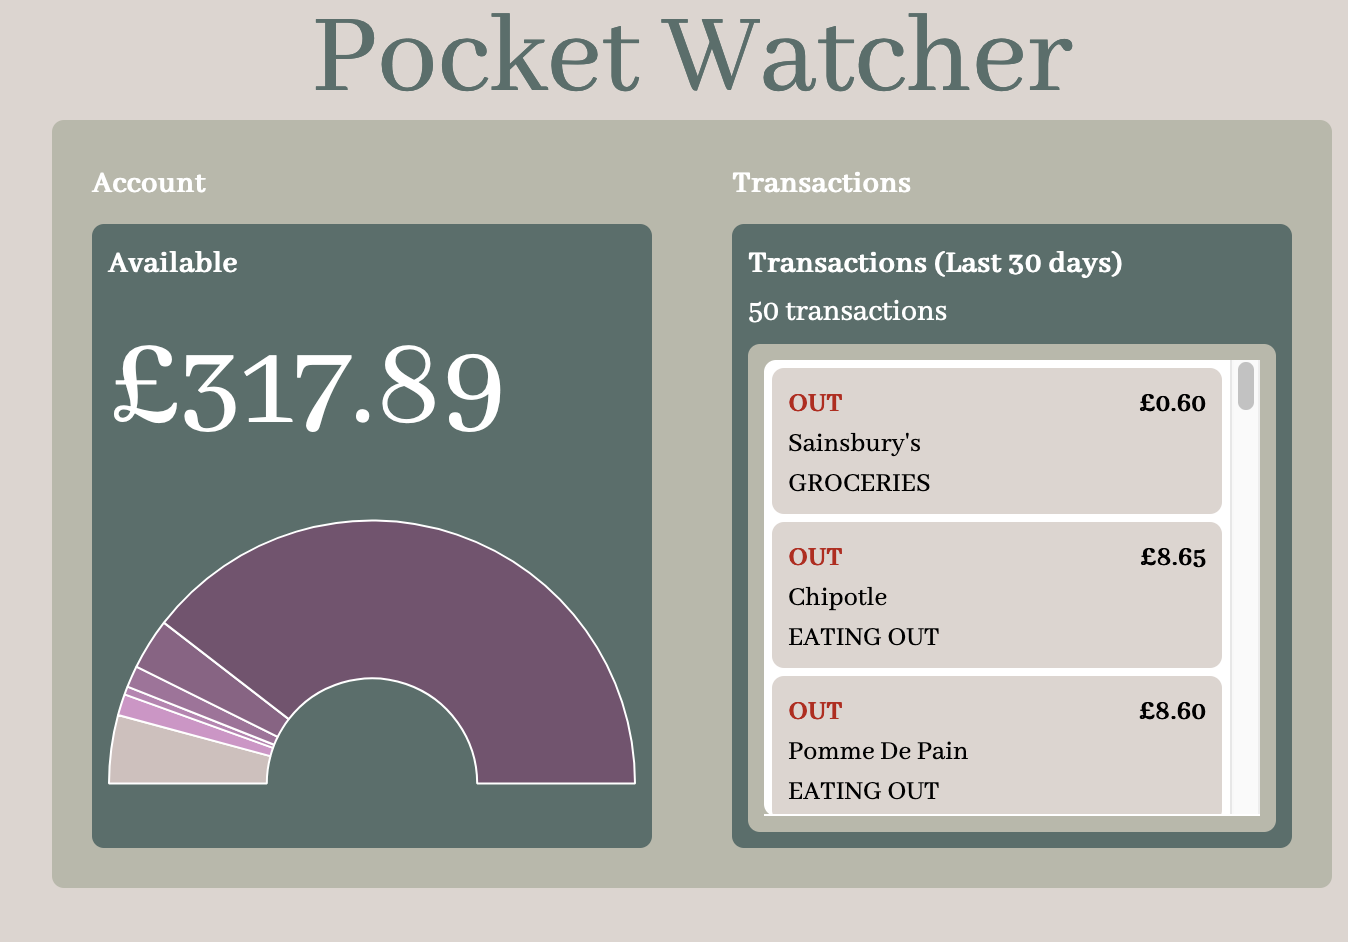 Pocket Watcher
Account
Available
£317.89
Transactions
Transactions (Last 30 days)
50 transactions
OUT £0.60
Sainsbury's
GROCERIES
OUT £8.65
Chipotle
EATING OUT
OUT £8.60
Pomme De Pain
EATING OUT